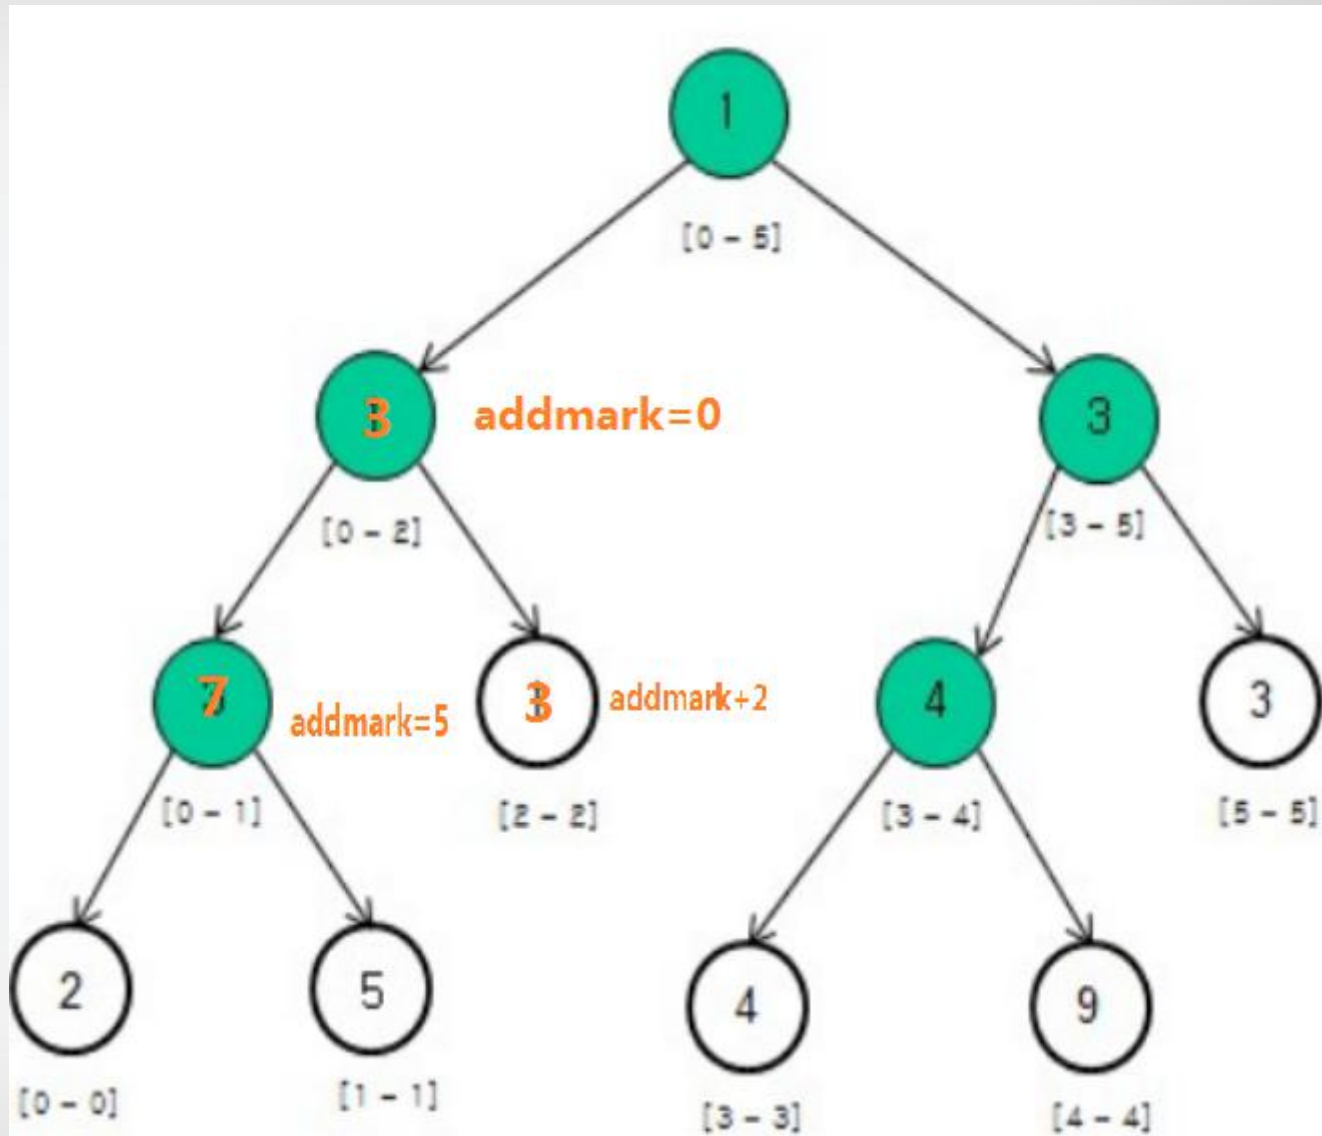 1
[0 - 5]
3 addmark=0
3
[0 - 2]
[3 - 5]
7 addmark=5
3 addmark+2
4
3
[0 - 1]
[2 - 2]
[3 - 4]
[5 - 5]
2
5
4
9
[0 - 0]
[1 - 1]
[3 - 3]
[4 - 4]